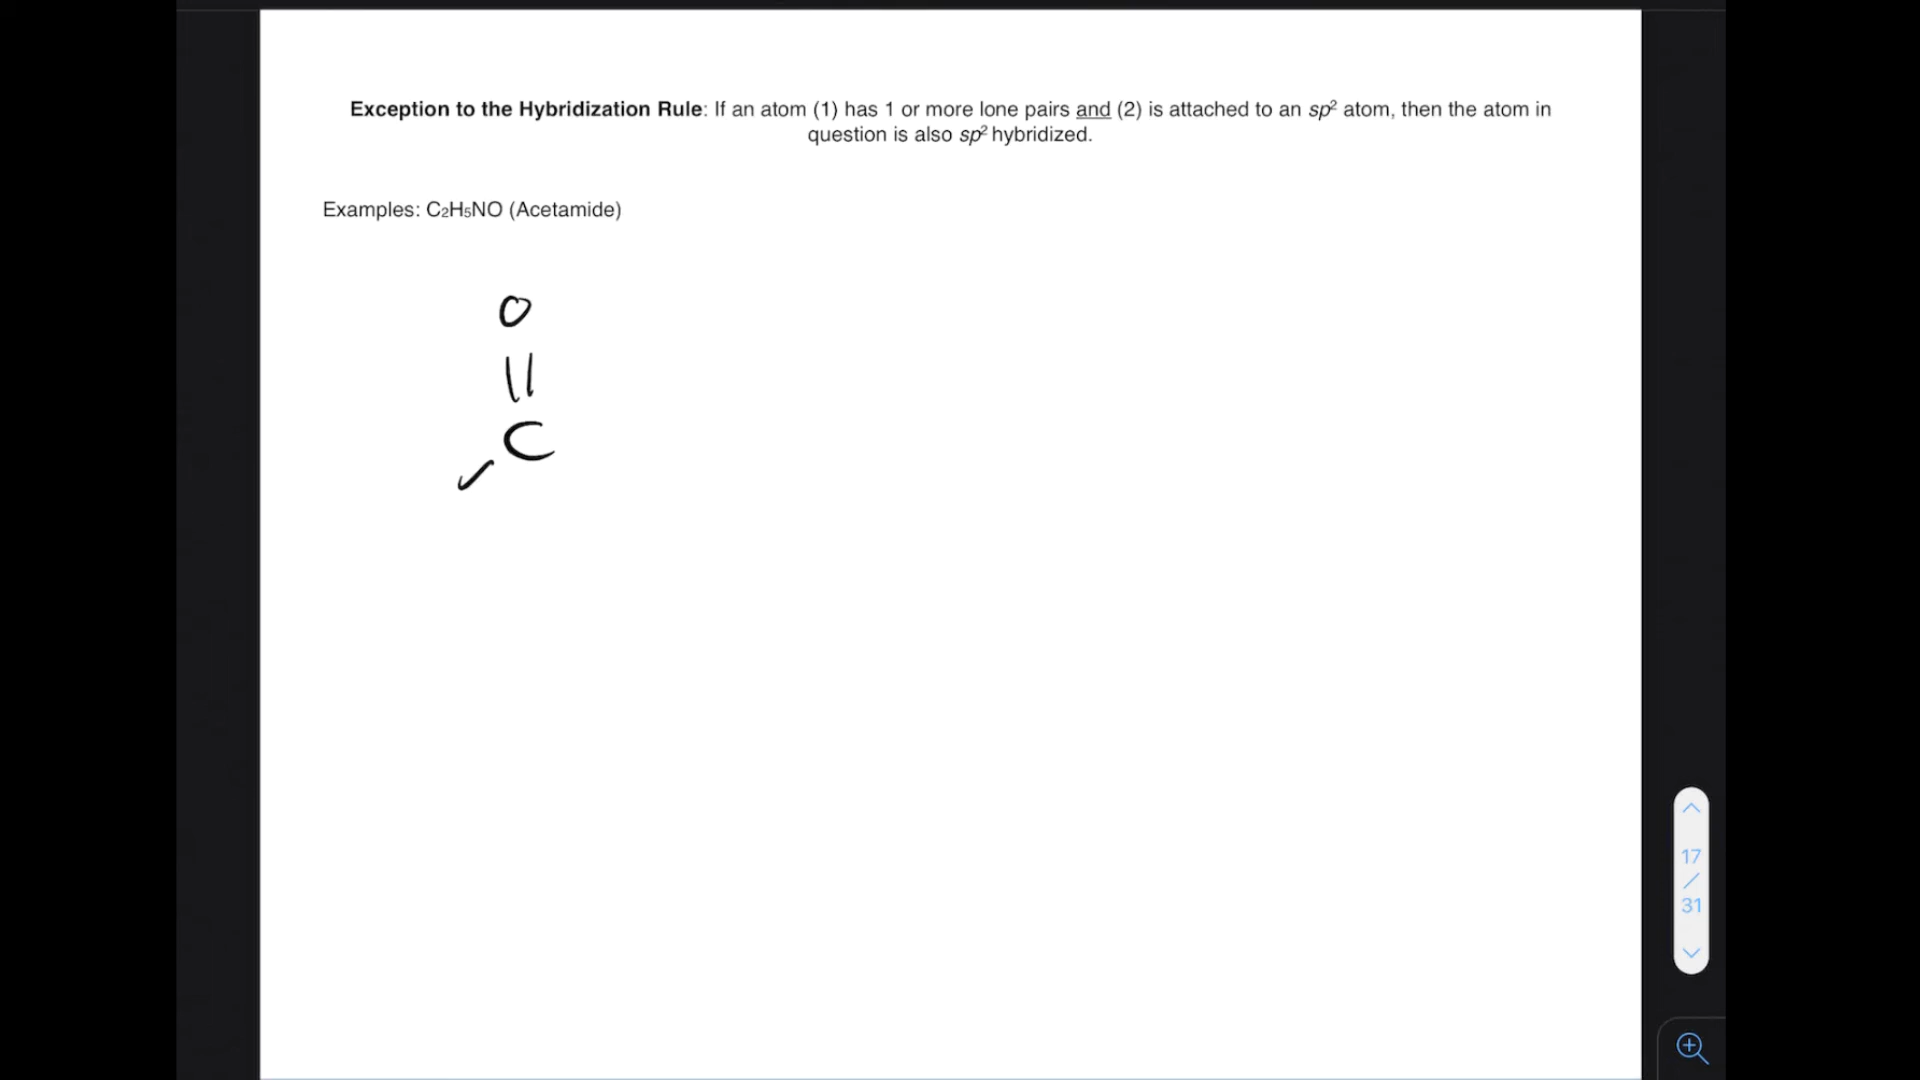 Exception to the Hybridization Rule: If an atom (1) has 1 or more lone pairs and (2) is attached to an sp² atom, then the atom in
question is also sp² hybridized.
Examples: C₂H₅NO (Acetamide)
O
||
C
17
/
31